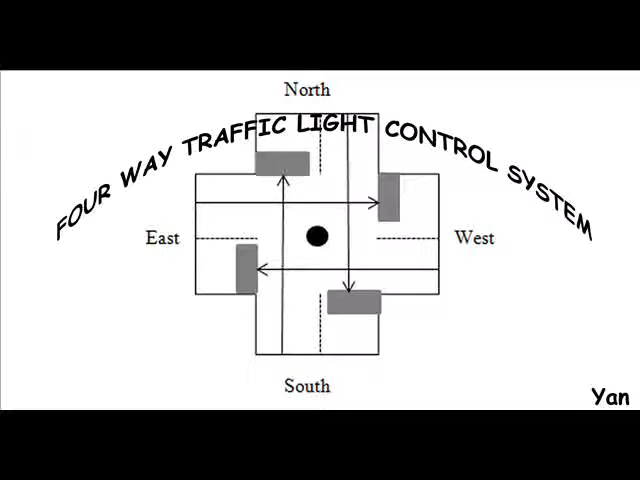 North
FOUR WAY TRAFFIC LIGHT CONTROL SYSTEM
East
West
South
Yan